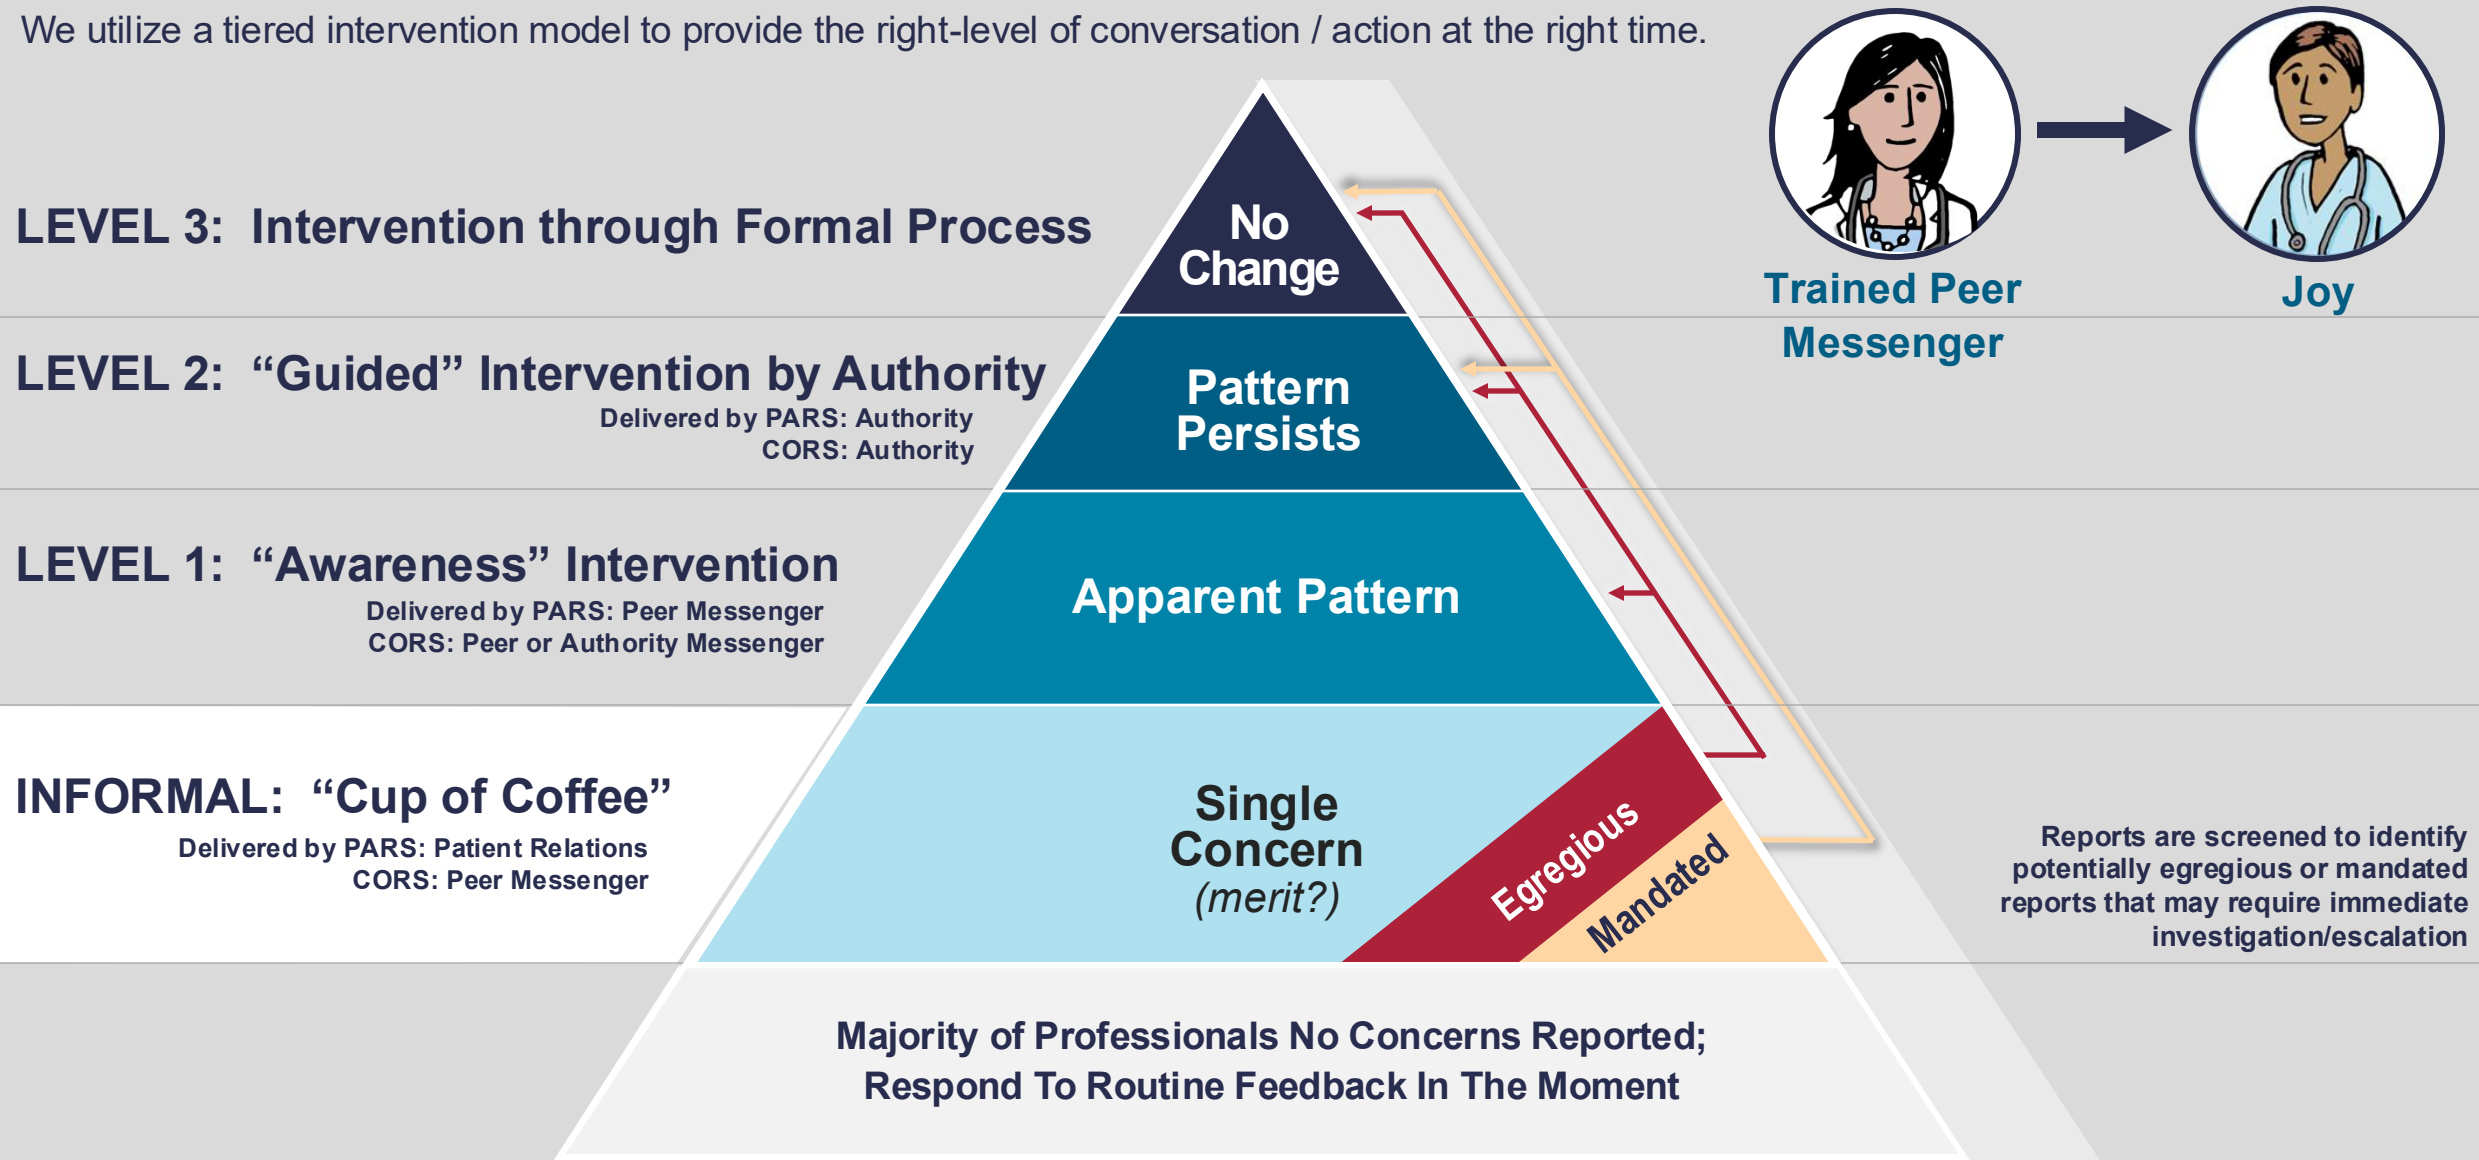 We utilize a tiered intervention model to provide the right-level of conversation / action at the right time.
Trained Peer
Messenger
Joy
LEVEL 3: Intervention through Formal Process
No
Change
LEVEL 2: “Guided” Intervention by Authority
Delivered by PARS: Authority
CORS: Authority
Pattern
Persists
LEVEL 1: “Awareness” Intervention
Delivered by PARS: Peer Messenger
CORS: Peer or Authority Messenger
Apparent Pattern
INFORMAL: “Cup of Coffee”
Delivered by PARS: Patient Relations
CORS: Peer Messenger
Single
Concern
(merit?)
Egregious
Mandated
Reports are screened to identify
potentially egregious or mandated
reports that may require immediate
investigation/escalation
Majority of Professionals No Concerns Reported;
Respond To Routine Feedback In The Moment